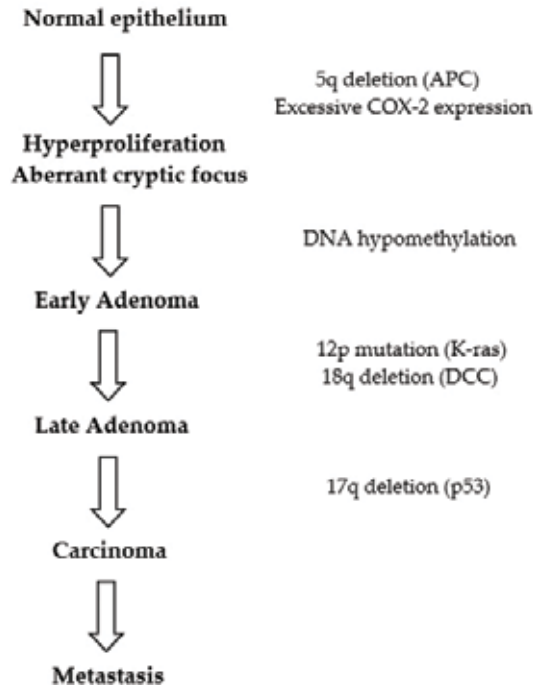 Normal epithelium
5q deletion (APC)
Excessive COX-2 expression
Hyperproliferation
Aberrant cryptic focus
DNA hypomethylation
Early Adenoma
12p mutation (K-ras)
18q deletion (DCC)
Late Adenoma
17q deletion (p53)
Carcinoma
Metastasis